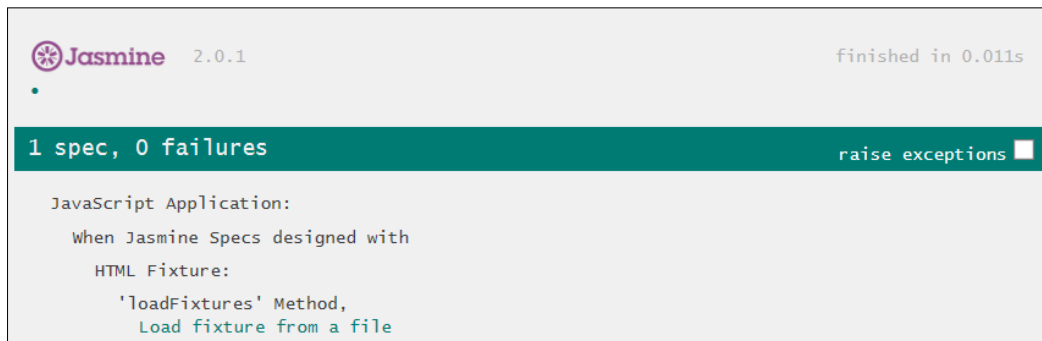 Jasmine 2.0.1 finished in 0.011s
1 spec, 0 failures raise exceptions
JavaScript Application:
When Jasmine Specs designed with
HTML Fixture:
'loadFixtures' Method,
Load fixture from a file